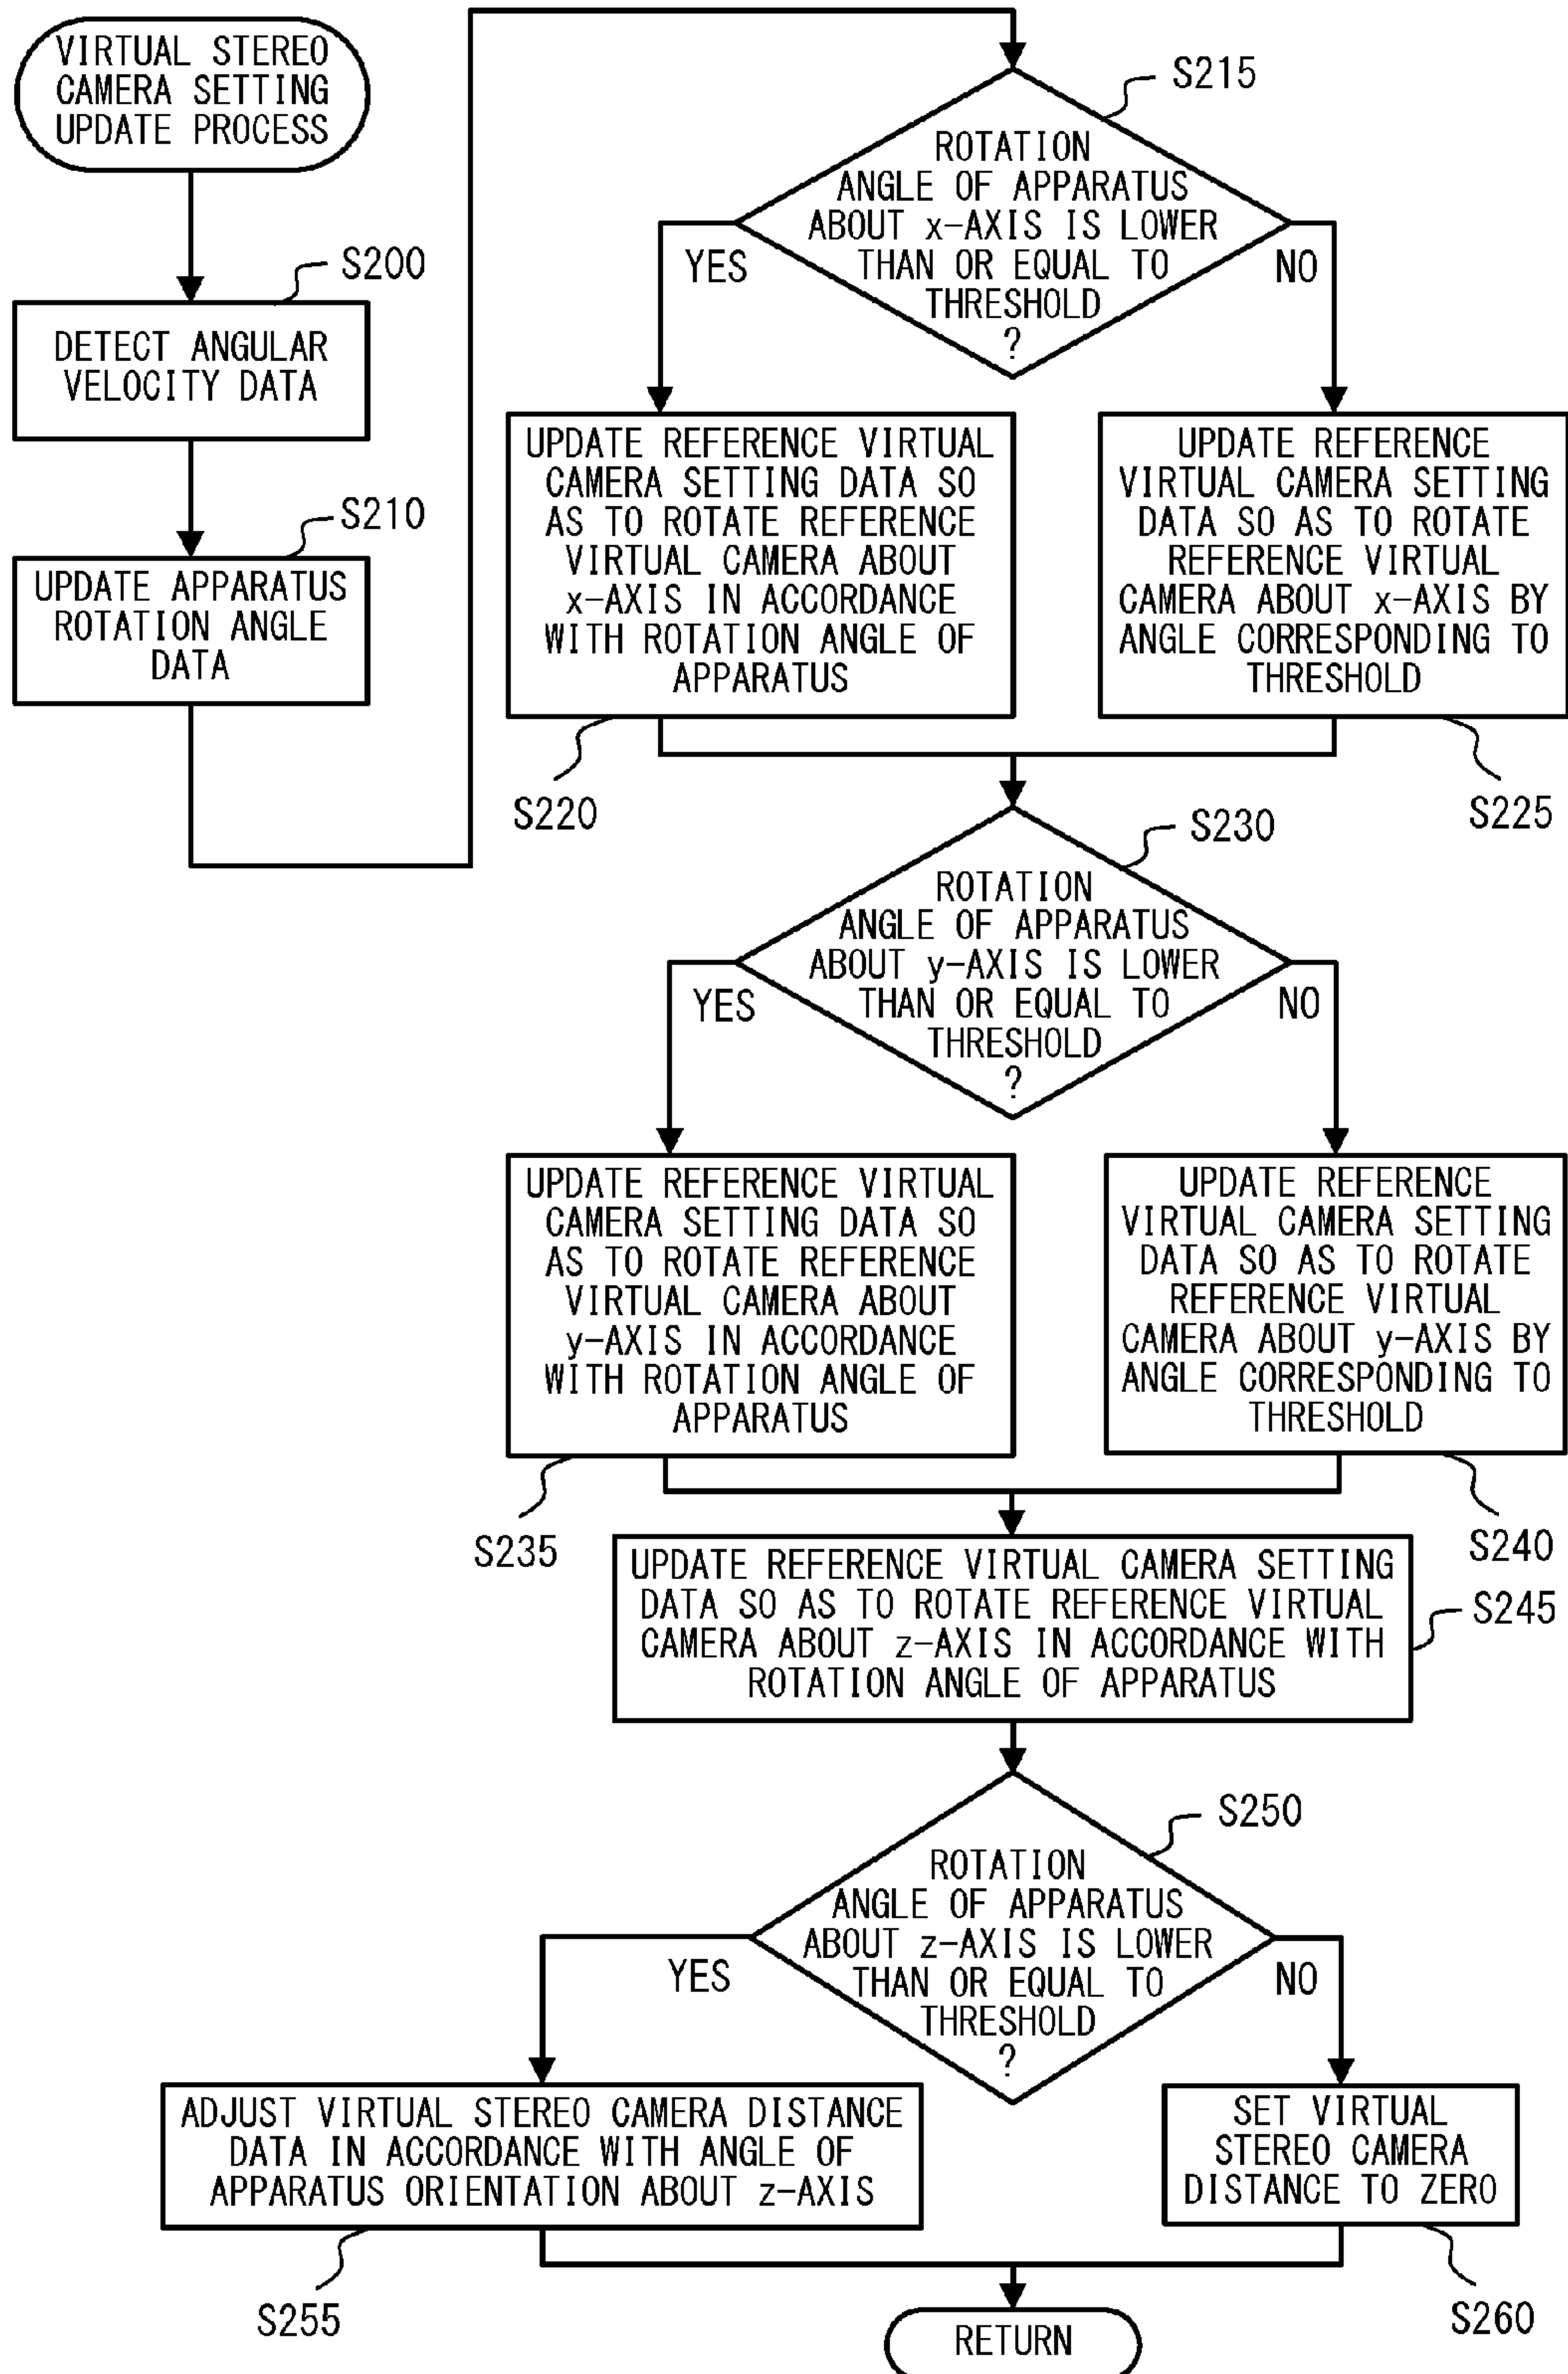 VIRTUAL STEREO
CAMERA SETTING
UPDATE PROCESS
S200
DETECT ANGULAR
VELOCITY DATA
S210
UPDATE APPARATUS
ROTATION ANGLE
DATA
S215
ROTATION
ANGLE OF APPARATUS
ABOUT x-AXIS IS LOWER
THAN OR EQUAL TO
THRESHOLD
?
YES
NO
UPDATE REFERENCE VIRTUAL
CAMERA SETTING DATA SO
AS TO ROTATE REFERENCE
VIRTUAL CAMERA ABOUT
x-AXIS IN ACCORDANCE
WITH ROTATION ANGLE OF
APPARATUS
S220
UPDATE REFERENCE
VIRTUAL CAMERA SETTING
DATA SO AS TO ROTATE
REFERENCE VIRTUAL
CAMERA ABOUT x-AXIS BY
ANGLE CORRESPONDING TO
THRESHOLD
S225
S230
ROTATION
ANGLE OF APPARATUS
ABOUT y-AXIS IS LOWER
THAN OR EQUAL TO
THRESHOLD
?
YES
NO
UPDATE REFERENCE VIRTUAL
CAMERA SETTING DATA SO
AS TO ROTATE REFERENCE
VIRTUAL CAMERA ABOUT
y-AXIS IN ACCORDANCE
WITH ROTATION ANGLE OF
APPARATUS
S235
UPDATE REFERENCE
VIRTUAL CAMERA SETTING
DATA SO AS TO ROTATE
REFERENCE VIRTUAL
CAMERA ABOUT y-AXIS BY
ANGLE CORRESPONDING TO
THRESHOLD
S240
UPDATE REFERENCE VIRTUAL CAMERA SETTING
DATA SO AS TO ROTATE REFERENCE VIRTUAL
CAMERA ABOUT z-AXIS IN ACCORDANCE WITH
ROTATION ANGLE OF APPARATUS
S245
S250
ROTATION
ANGLE OF APPARATUS
ABOUT z-AXIS IS LOWER
THAN OR EQUAL TO
THRESHOLD
?
YES
NO
ADJUST VIRTUAL STEREO CAMERA DISTANCE
DATA IN ACCORDANCE WITH ANGLE OF
APPARATUS ORIENTATION ABOUT z-AXIS
S255
SET VIRTUAL
STEREO CAMERA
DISTANCE TO ZERO
S260
RETURN